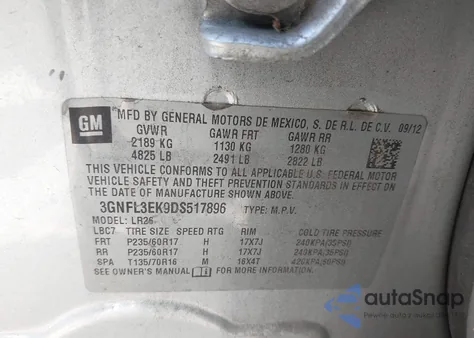 GM
MFD BY GENERAL MOTORS DE MEXICO, S. DE R.L. DE C.V. 09/12
GVWR GAWR FRT GAWR RR
2189 KG 1130 KG 1280 KG
4825 LB 2491 LB 2822 LB
THIS VEHICLE CONFORMS TO ALL APPLICABLE U.S. FEDERAL MOTOR
VEHICLE SAFETY, AND THEFT PREVENTION STANDARDS IN EFFECT ON
THE DATE OF MANUFACTURE SHOWN ABOVE.
3GNFL3EK9DS517896 TYPE: M.P.V.
MODEL: LR26
LBC7 TIRE SIZE SPEED RTG RIM COLD TIRE PRESSURE
FRT P235/60R17 H 17X7J 240KPA/35PSI
RR P235/60R17 H 17X7J 240KPA/35PSI
SPA T135/70R16 M 16X4T 420KPA/60PSI
SEE OWNER'S MANUAL FOR MORE INFORMATION
autoSnap